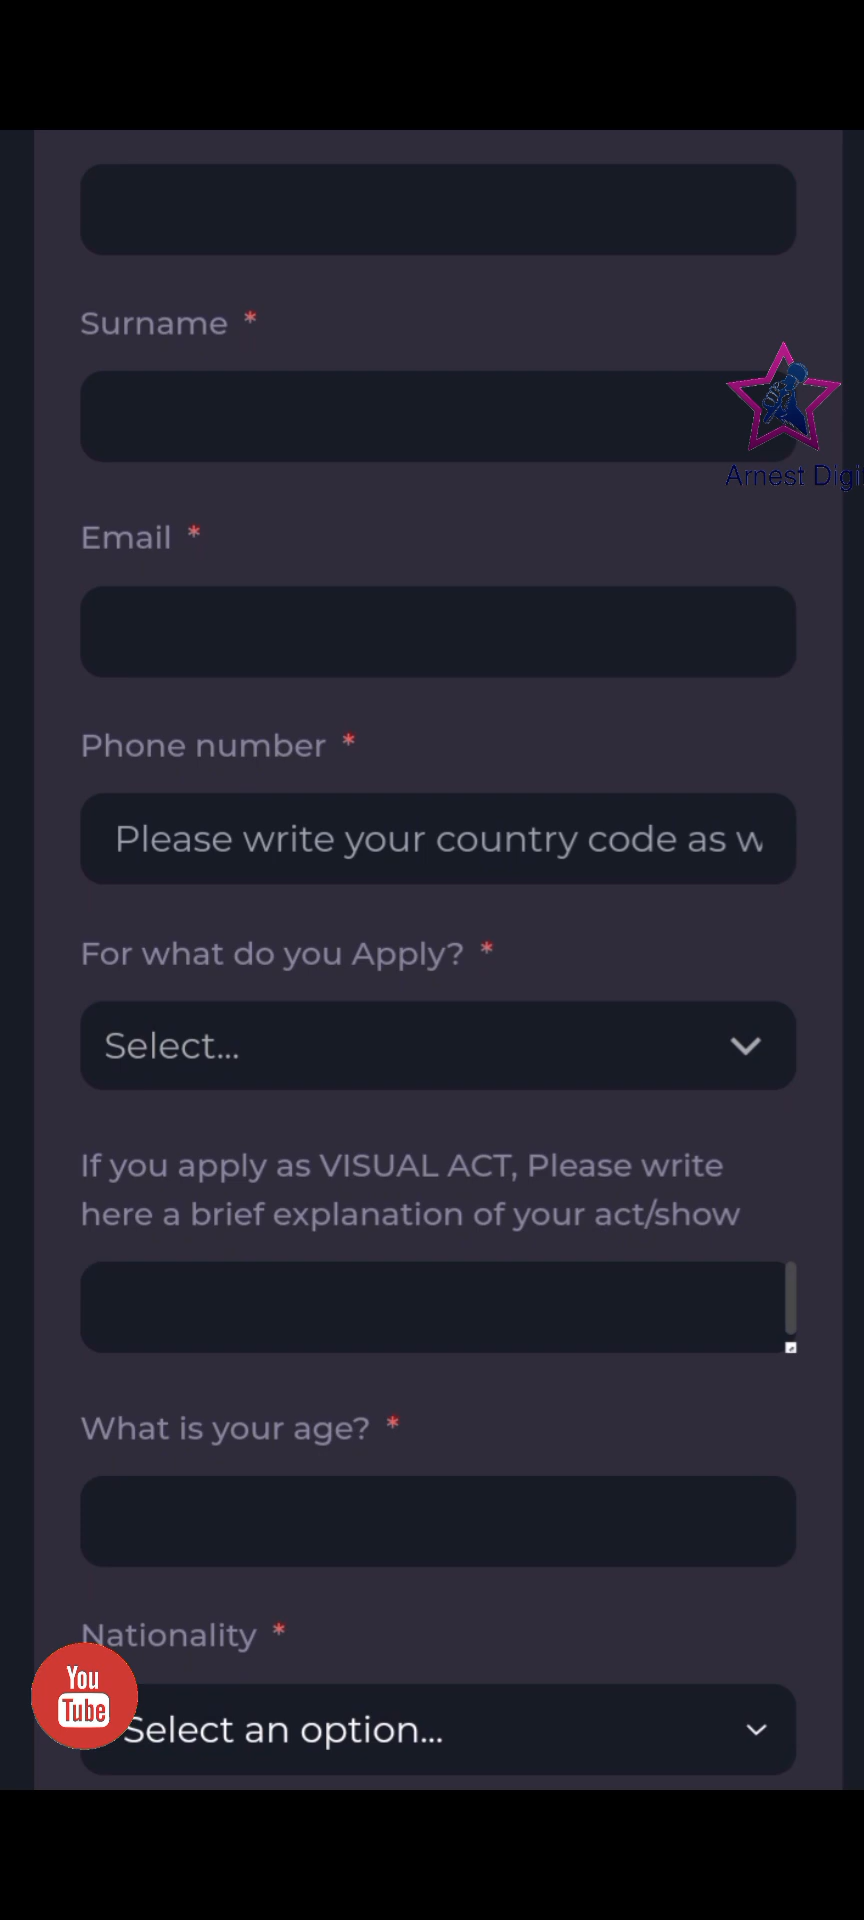 Surname *
Arnest Digi
Email *
Phone number *
Please write your country code as w
For what do you Apply? *
Select...
If you apply as VISUAL ACT, Please write
here a brief explanation of your act/show
What is your age? *
Nationality *
You
Tube
Select an option...